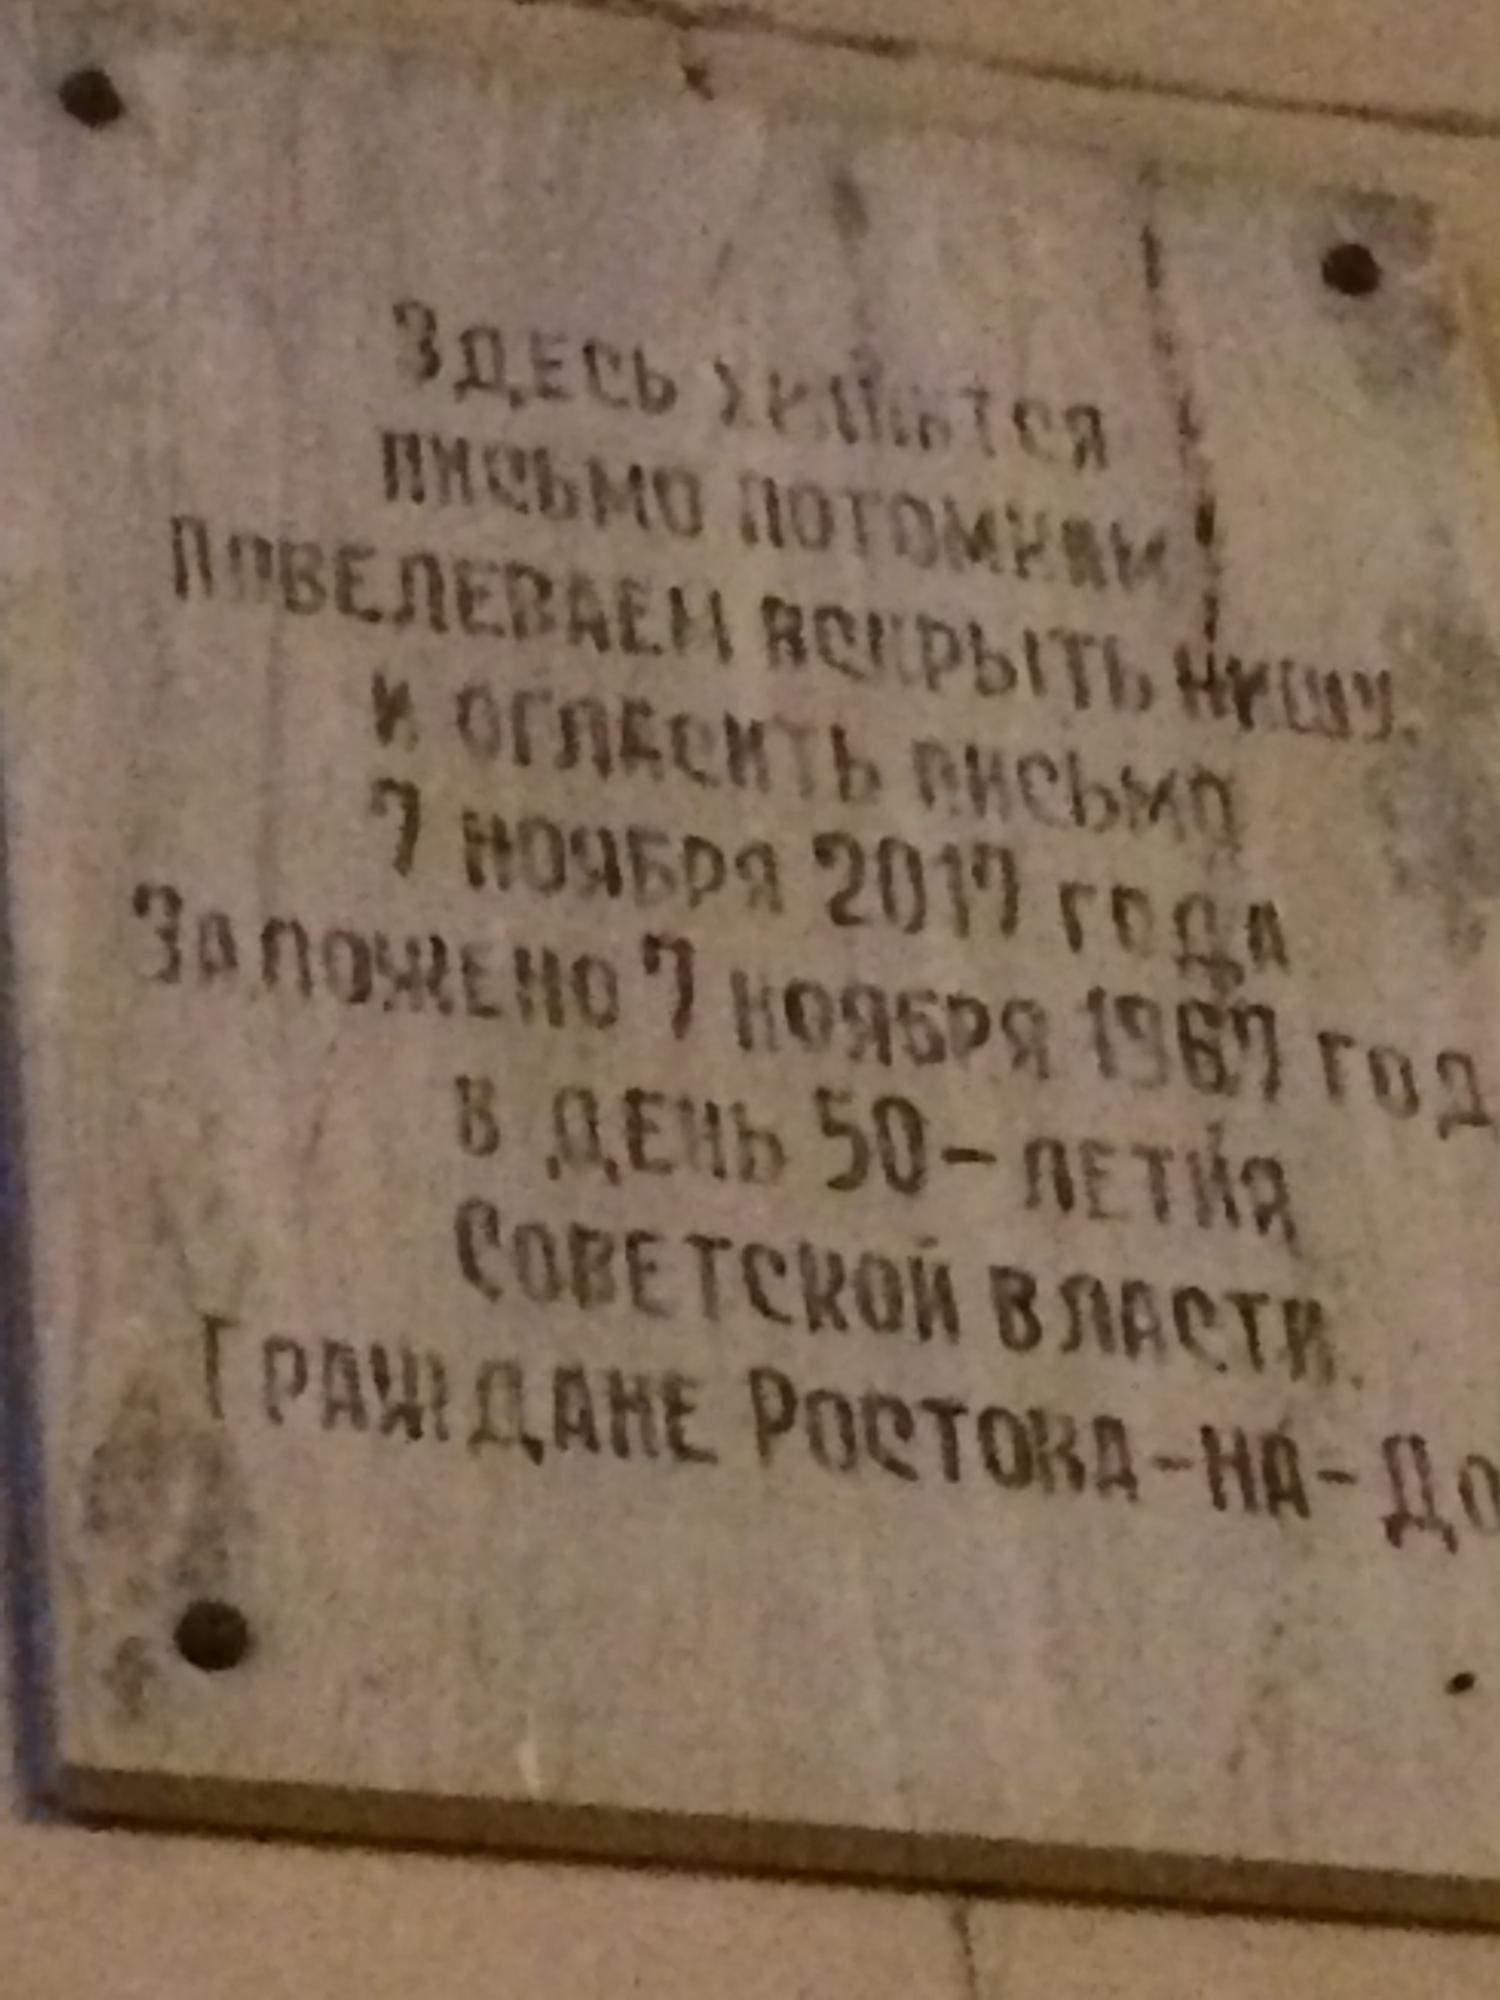 Здесь хранится
письмо потомкам
Повелеваем вскрыть нишу.
и огласить письмо
7 ноября 2017 года
Заложено 7 ноября 1967 год
в день 50-летия
Советской власти.
Граждане Ростока-на-До